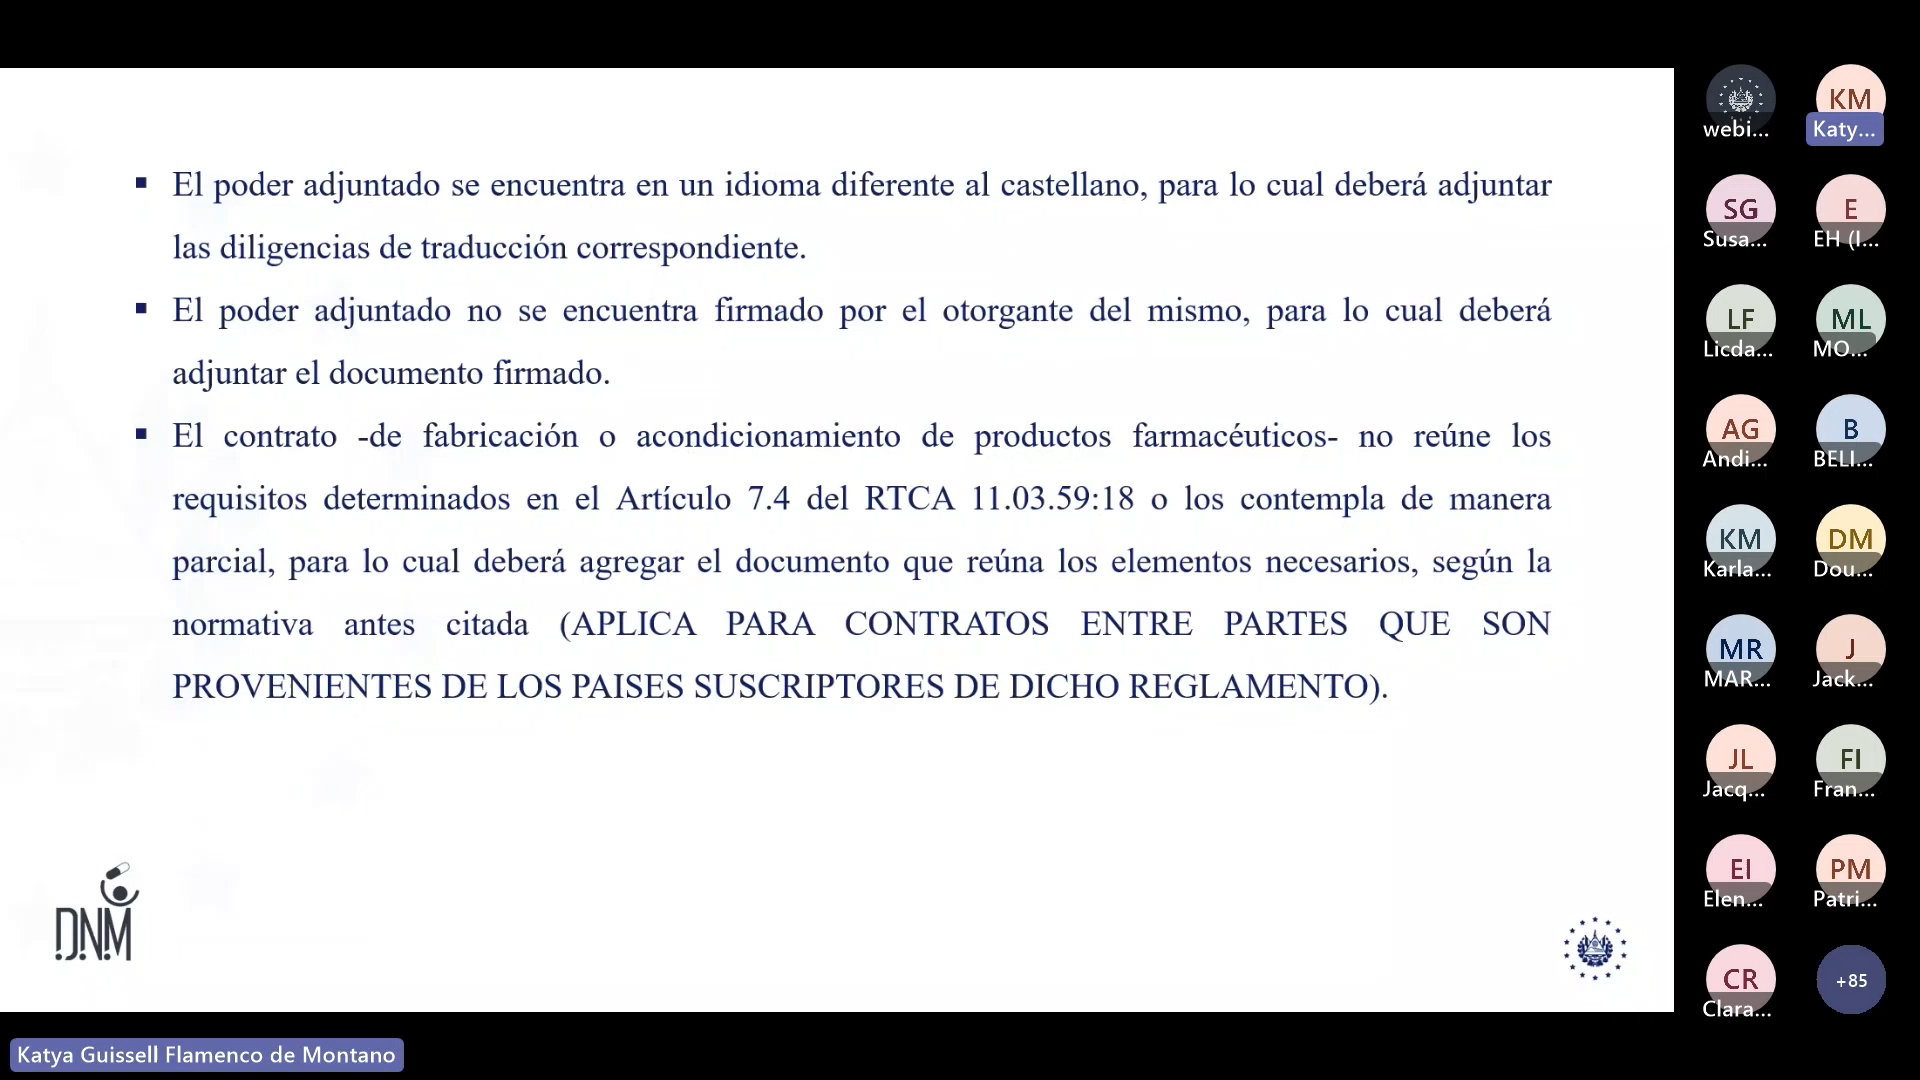 El poder adjuntado se encuentra en un idioma diferente al castellano, para lo cual deberá adjuntar
las diligencias de traducción correspondiente.
El poder adjuntado no se encuentra firmado por el otorgante del mismo, para lo cual deberá
adjuntar el documento firmado.
El contrato -de fabricación o acondicionamiento de productos farmacéuticos- no reúne los
requisitos determinados en el Artículo 7.4 del RTCA 11.03.59:18 o los contempla de manera
parcial, para lo cual deberá agregar el documento que reúna los elementos necesarios, según la
normativa antes citada (APLICA PARA CONTRATOS ENTRE PARTES QUE SON
PROVENIENTES DE LOS PAISES SUSCRIPTORES DE DICHO REGLAMENTO).
DNM
Katya Guissell Flamenco de Montano
KM
webi...
Katy...
SG
E
Susa...
EH (I...
LF
ML
Licda...
MO...
AG
B
Andi...
BELI...
KM
DM
Karla...
Dou...
MR
J
MAR...
Jack...
JL
FI
Jacq...
Fran...
EI
PM
Elen...
Patri...
CR
+85
Clara...